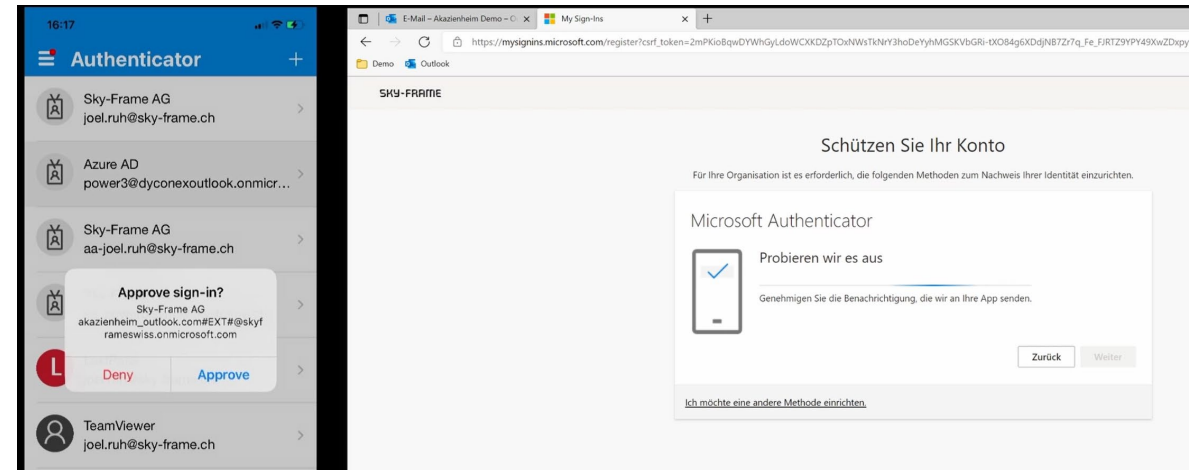 16:17
Authenticator
Sky-Frame AG
joel.ruh@sky-frame.ch
Azure AD
power3@dyconexoutlook.onmicr...
Sky-Frame AG
aa-joel.ruh@sky-frame.ch
Approve sign-in?
Sky-Frame AG
akazienheim_outlook.com#EXT#@skyf
rameswiss.onmicrosoft.com
Deny
Approve
L
TeamViewer
joel.ruh@sky-frame.ch
E-Mail – Akazienheim Demo – O
My Sign-Ins
https://mysignins.microsoft.com/register?csrf_token=
Demo
Outlook
SKY-FRAME
Schützen Sie Ihr Konto
Für Ihre Organisation ist es erforderlich, die folgenden Methoden zum Nachweis Ihrer Identität einzurichten.
Microsoft Authenticator
Probieren wir es aus
Genehmigen Sie die Benachrichtigung, die wir an Ihre App senden.
Zurück
Weiter
Ich möchte eine andere Methode einrichten.